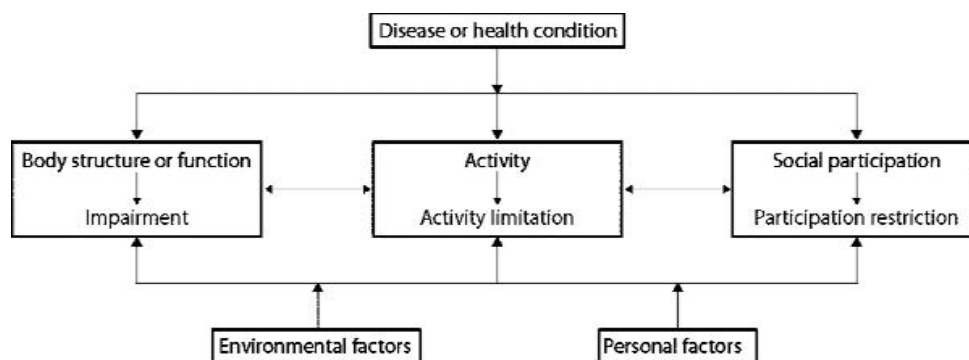 Disease or health condition
Body structure or function
Impairment
Activity
Activity limitation
Social participation
Participation restriction
Environmental factors
Personal factors